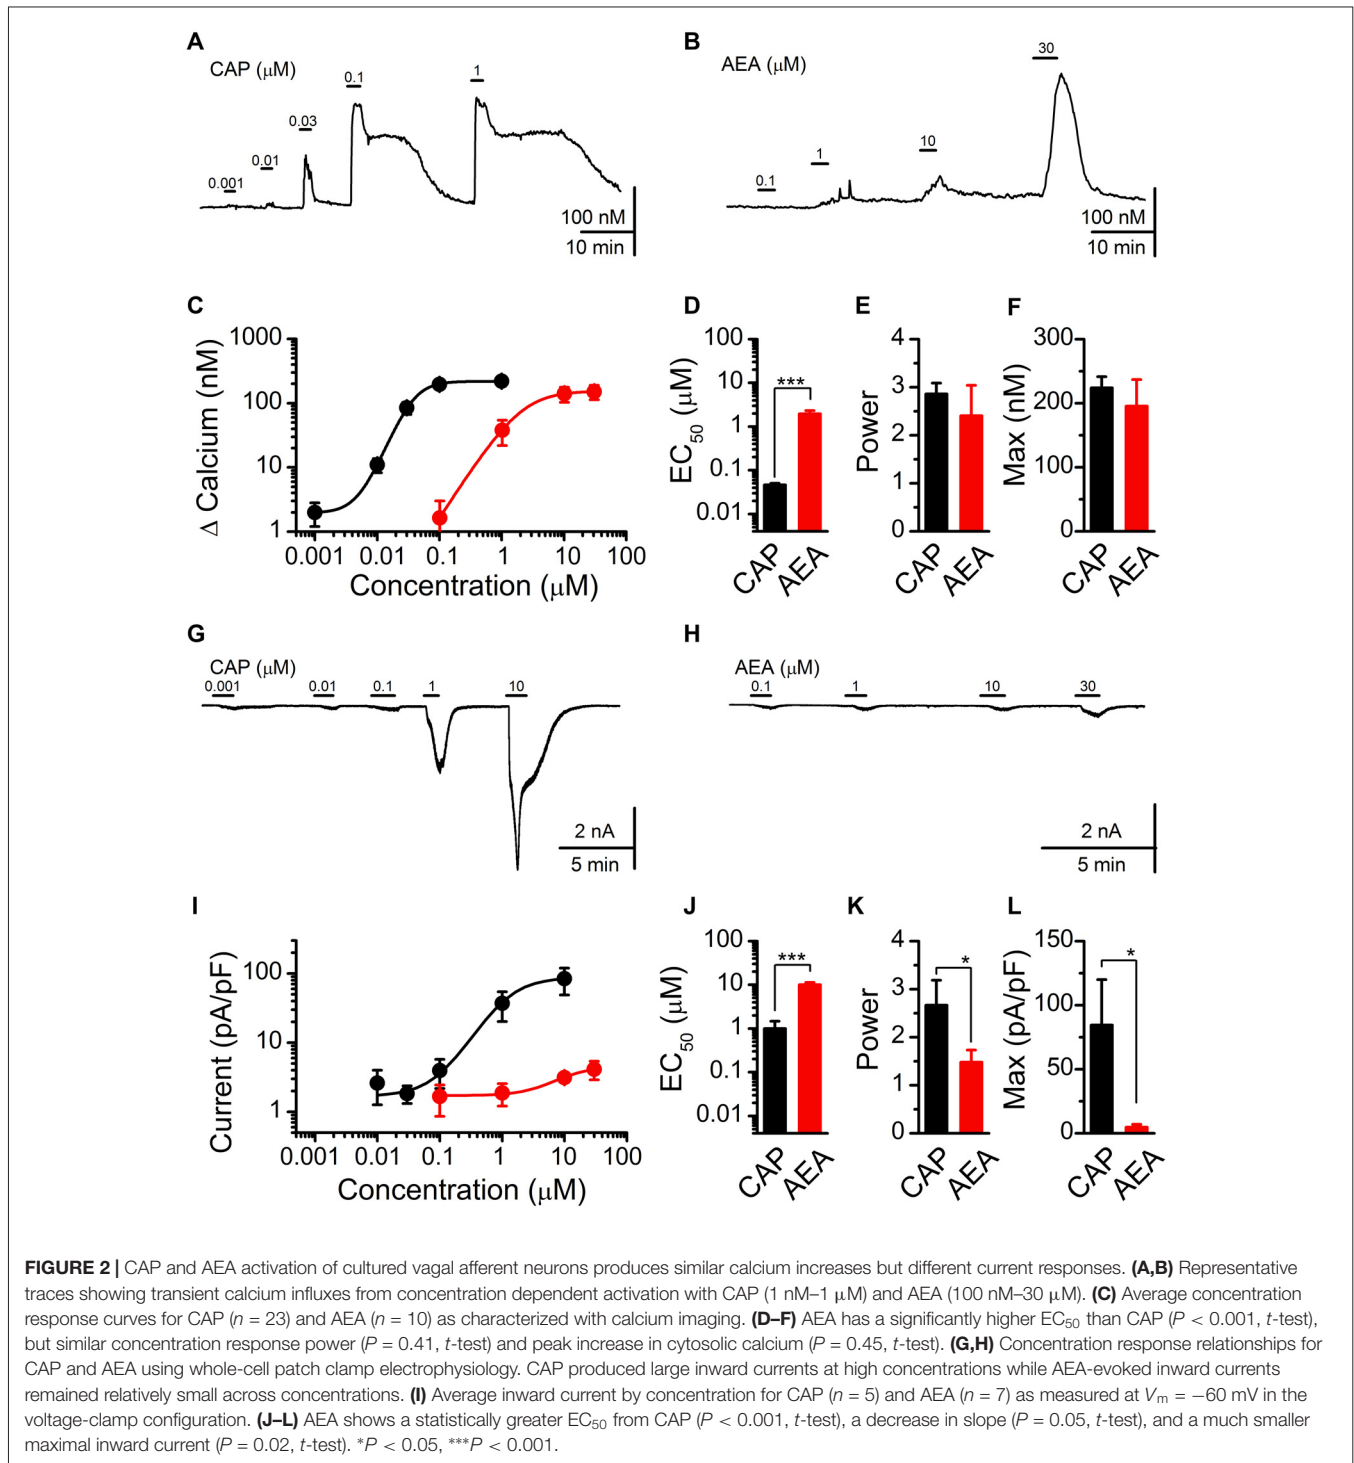 A
CAP (μM)
0.001
0.01
0.03
0.1
1
100 nM
10 min
B
AEA (μM)
0.1
1
10
30
100 nM
10 min
C
Δ Calcium (nM)
1000
100
10
1
0.001 0.01 0.1 1 10 100
Concentration (μM)
D
EC50 (μM)
100
10
1
0.1
0.01
***
CAP
AEA
E
Power
4
3
2
1
0
CAP
AEA
F
Max (nM)
300
200
100
0
CAP
AEA
G
CAP (μM)
0.001 0.01 0.1 1 10
2 nA
5 min
H
AEA (μM)
0.1 1 10 30
2 nA
5 min
I
Current (pA/pF)
100
10
1
0.001 0.01 0.1 1 10 100
Concentration (μM)
J
EC50 (μM)
100
10
1
0.1
0.01
***
CAP
AEA
K
Power
4
3
2
1
0
*
CAP
AEA
L
Max (pA/pF)
150
100
50
0
*
CAP
AEA
FIGURE 2 | CAP and AEA activation of cultured vagal afferent neurons produces similar calcium increases but different current responses. (A,B) Representative
traces showing transient calcium influxes from concentration dependent activation with CAP (1 nM–1 μM) and AEA (100 nM–30 μM). (C) Average concentration
response curves for CAP (n = 23) and AEA (n = 10) as characterized with calcium imaging. (D–F) AEA has a significantly higher EC50 than CAP (P < 0.001, t-test),
but similar concentration response power (P = 0.41, t-test) and peak increase in cytosolic calcium (P = 0.45, t-test). (G,H) Concentration response relationships for
CAP and AEA using whole-cell patch clamp electrophysiology. CAP produced large inward currents at high concentrations while AEA-evoked inward currents
remained relatively small across concentrations. (I) Average inward current by concentration for CAP (n = 5) and AEA (n = 7) as measured at Vm = −60 mV in the
voltage-clamp configuration. (J–L) AEA shows a statistically greater EC50 from CAP (P < 0.001, t-test), a decrease in slope (P = 0.05, t-test), and a much smaller
maximal inward current (P = 0.02, t-test). *P < 0.05, ***P < 0.001.